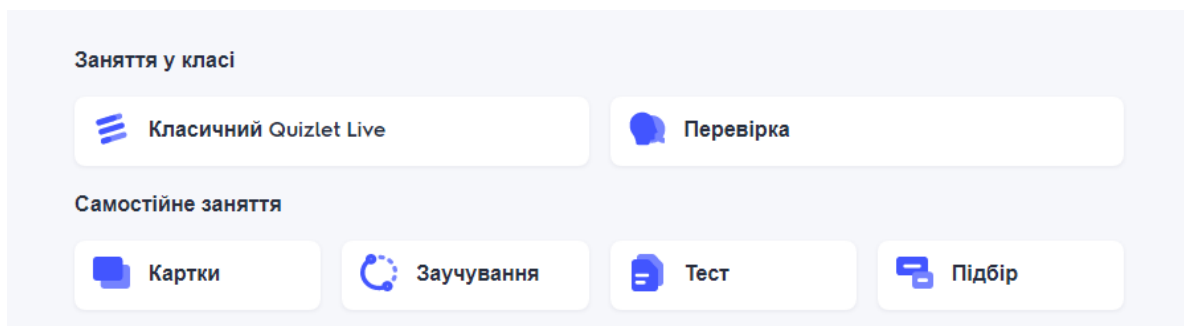 Заняття у класі
Класичний Quizlet Live
Перевірка
Самостійне заняття
Картки
Заучування
Тест
Підбір